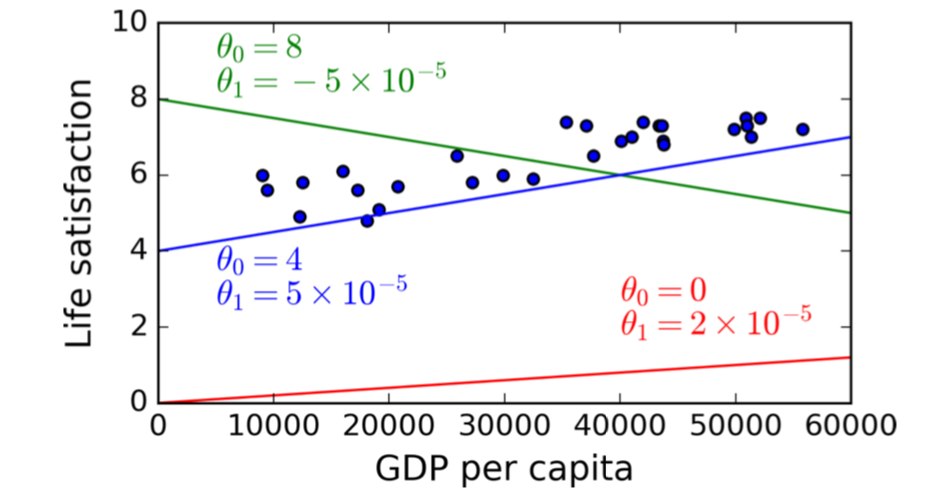 10
θ₀ = 8
θ₁ = − 5 × 10⁻⁵
8
6
4
θ₀ = 4
θ₁ = 5 × 10⁻⁵
θ₀ = 0
θ₁ = 2 × 10⁻⁵
2
0
Life satisfaction
0 10000 20000 30000 40000 50000 60000
GDP per capita